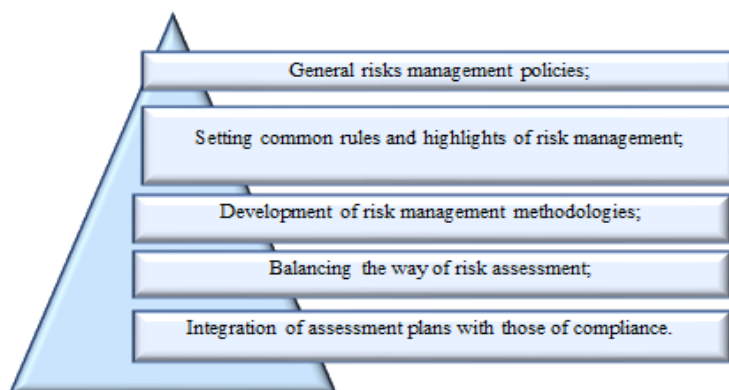 General risks management policies;
Setting common rules and highlights of risk management;
Development of risk management methodologies;
Balancing the way of risk assessment;
Integration of assessment plans with those of compliance.